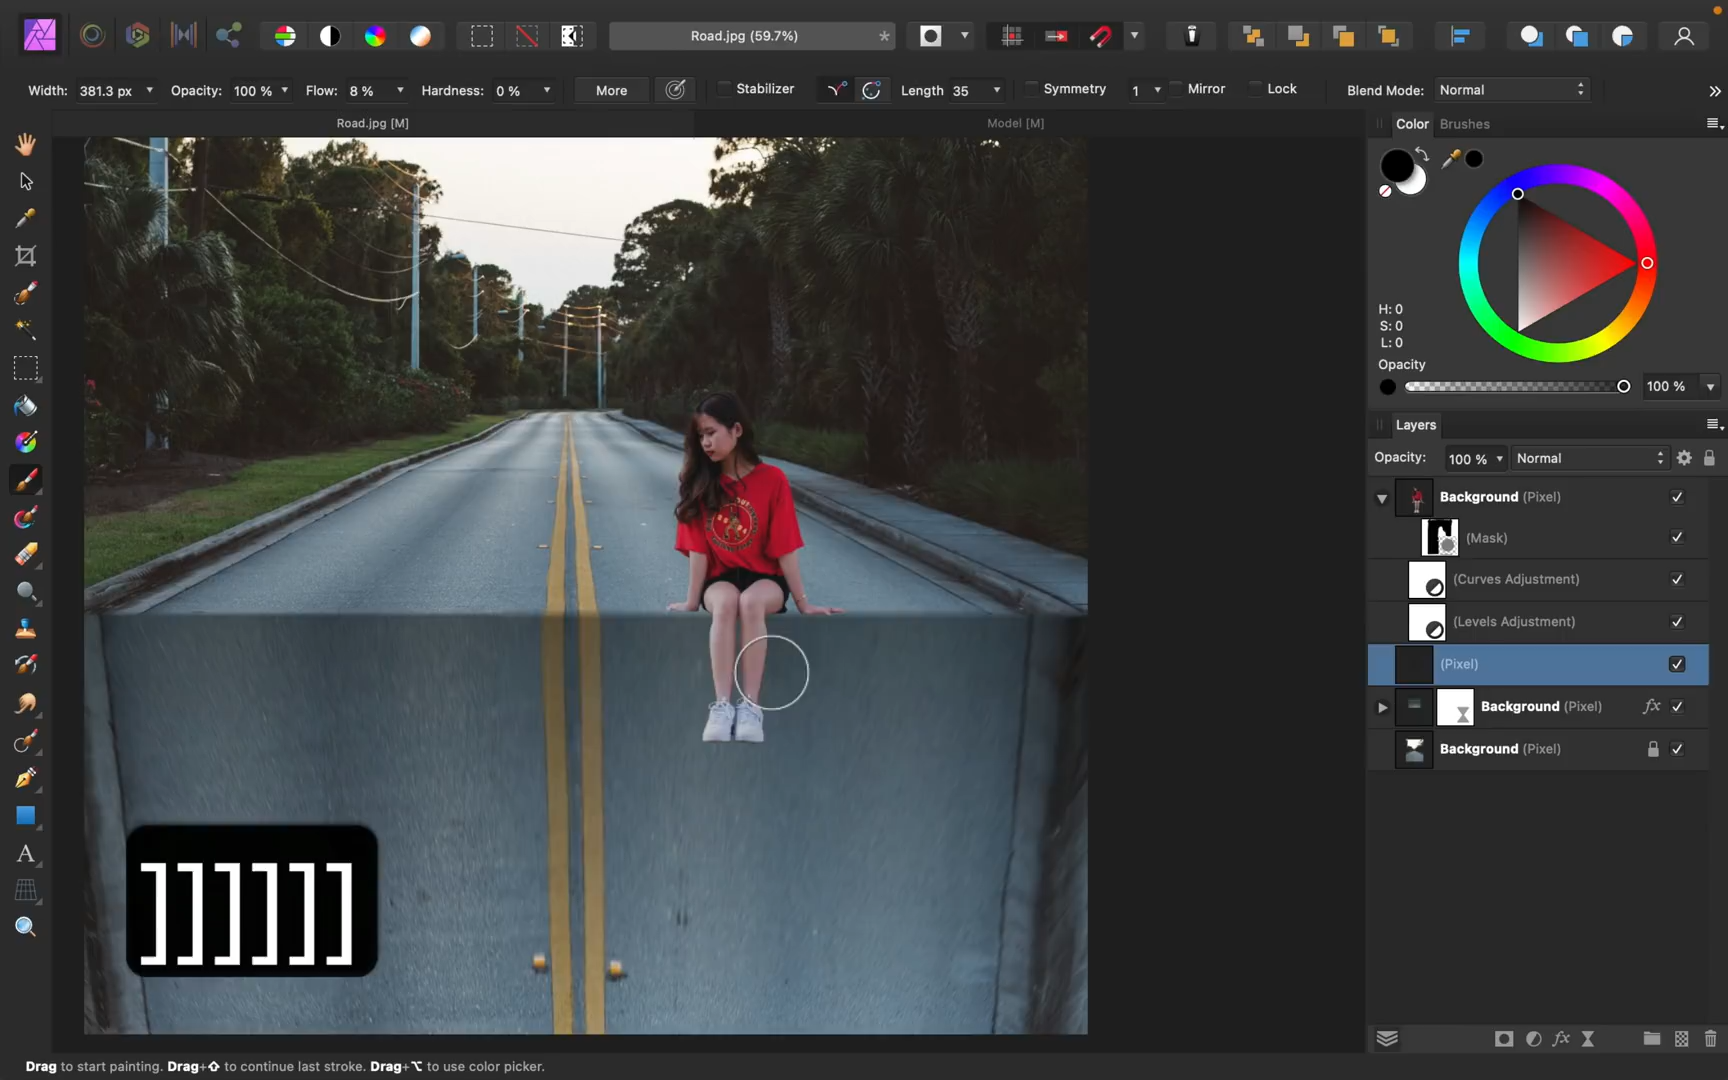 Road.jpg (59.7%)
*
Width: 381.3 px
Opacity: 100 %
Flow: 8 %
Hardness: 0 %
More
Stabilizer
Length 35
Symmetry
1
Mirror
Lock
Blend Mode: Normal
Road.jpg [M]
Model [M]
Color
Brushes
H: 0
S: 0
L: 0
Opacity
100 %
Layers
Opacity: 100 % Normal
Background (Pixel)
(Mask)
(Curves Adjustment)
(Levels Adjustment)
(Pixel)
Background (Pixel) fx
Background (Pixel)
]]]]]]
A
fx
Drag to start painting. Drag+⇧ to continue last stroke. Drag+⌥ to use color picker.